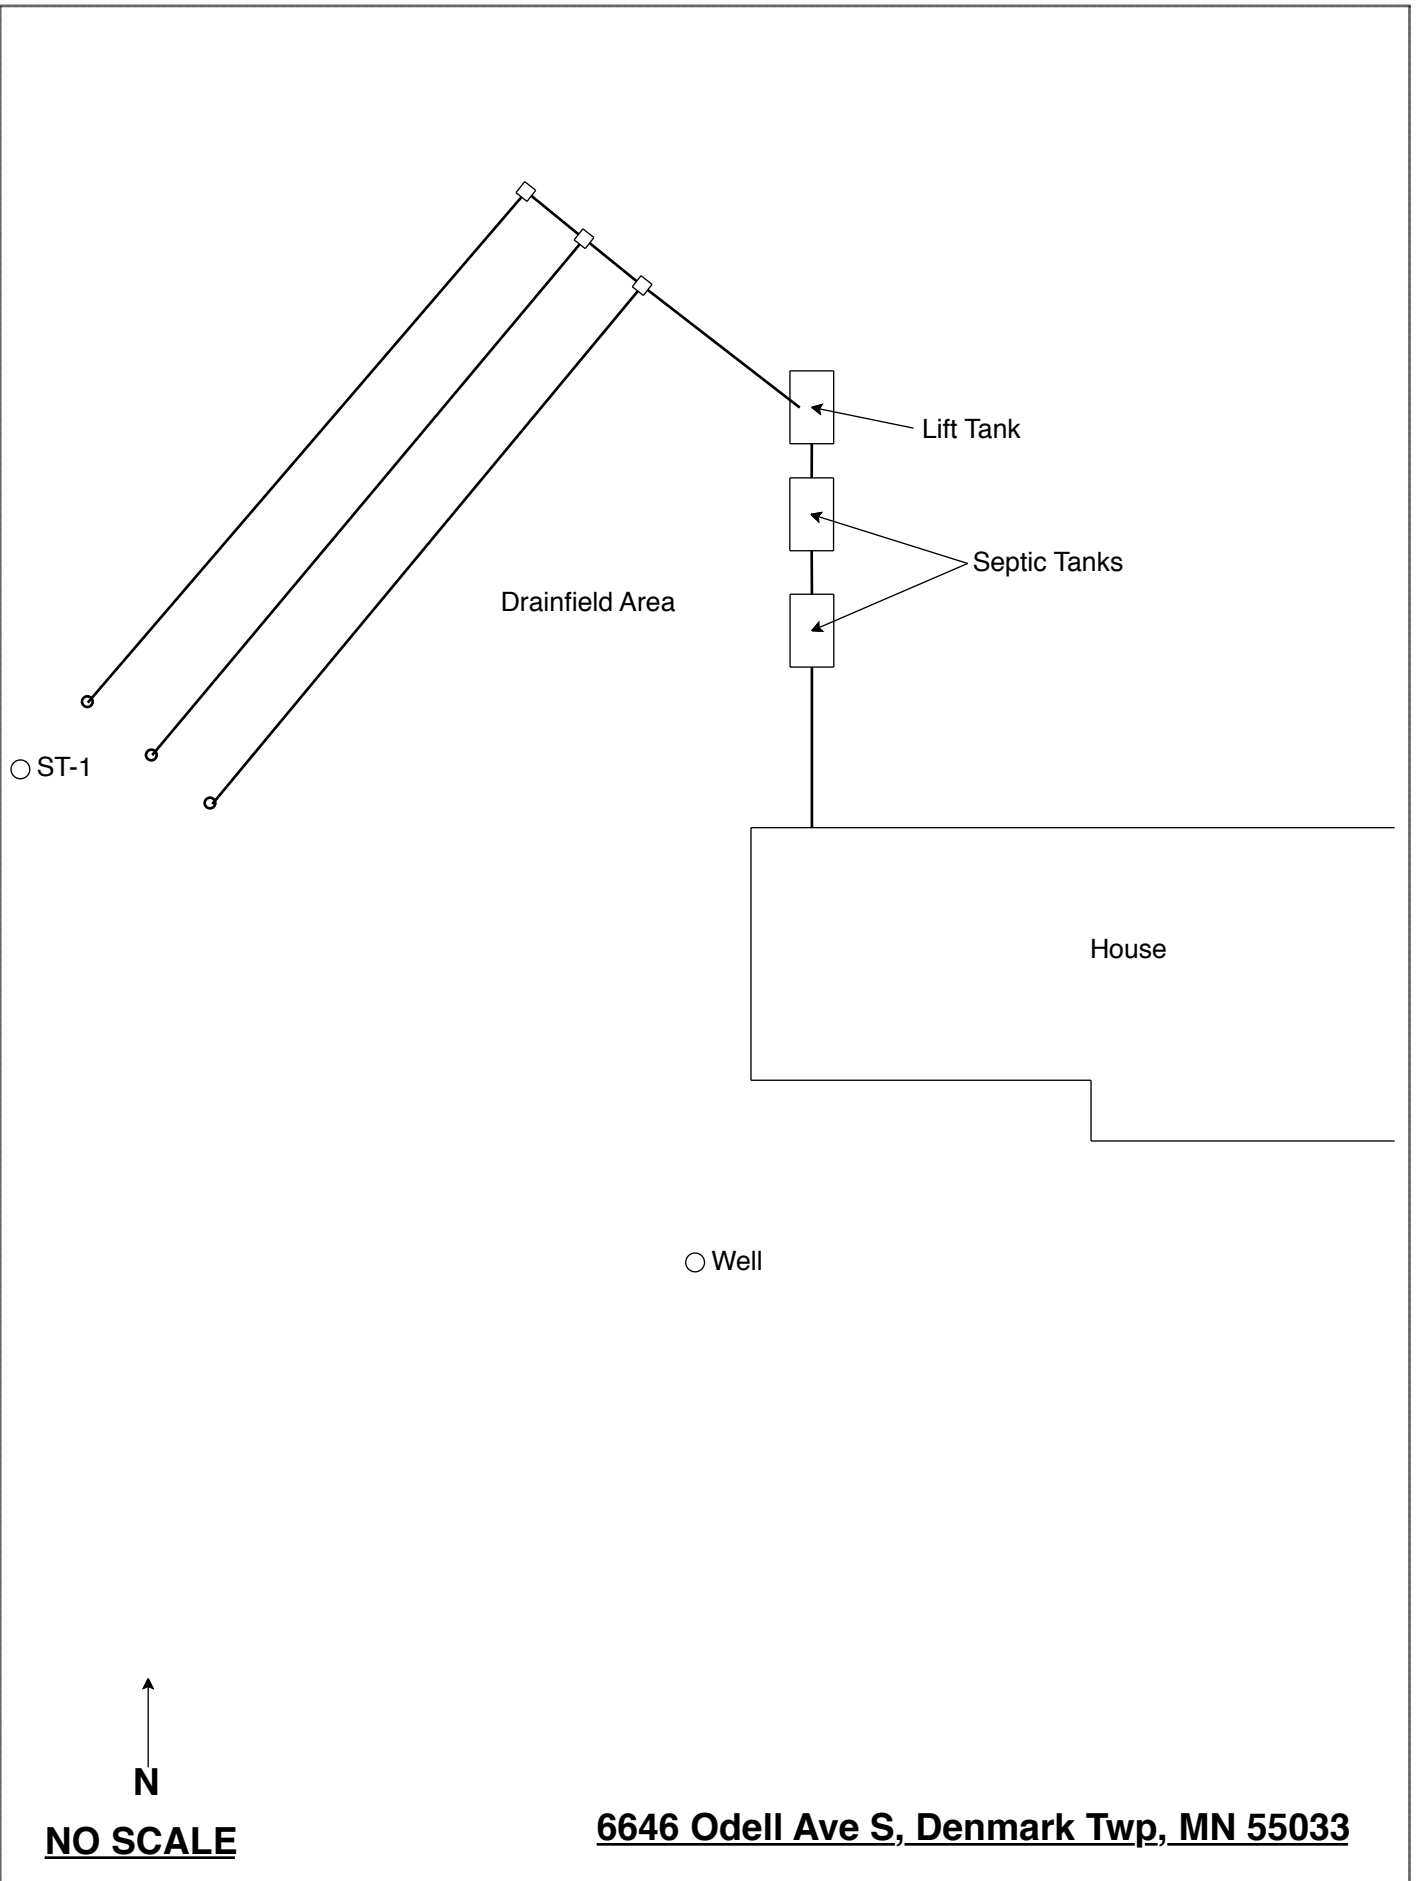 Lift Tank
Septic Tanks
Drainfield Area
ST-1
House
Well
N
NO SCALE
6646 Odell Ave S, Denmark Twp, MN 55033